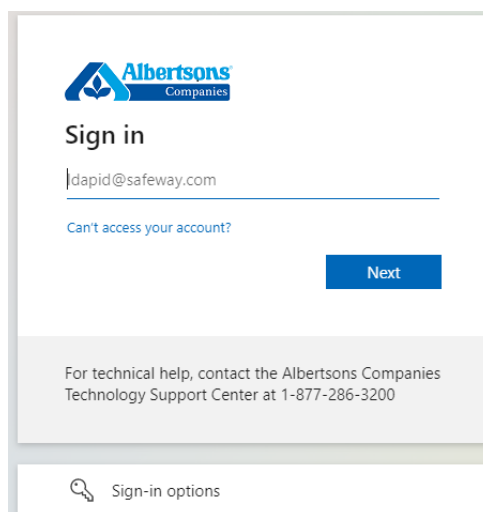 Albertsons®
Companies
Sign in
ldapid@safeway.com
Can't access your account?
Next
For technical help, contact the Albertsons Companies
Technology Support Center at 1-877-286-3200
Sign-in options